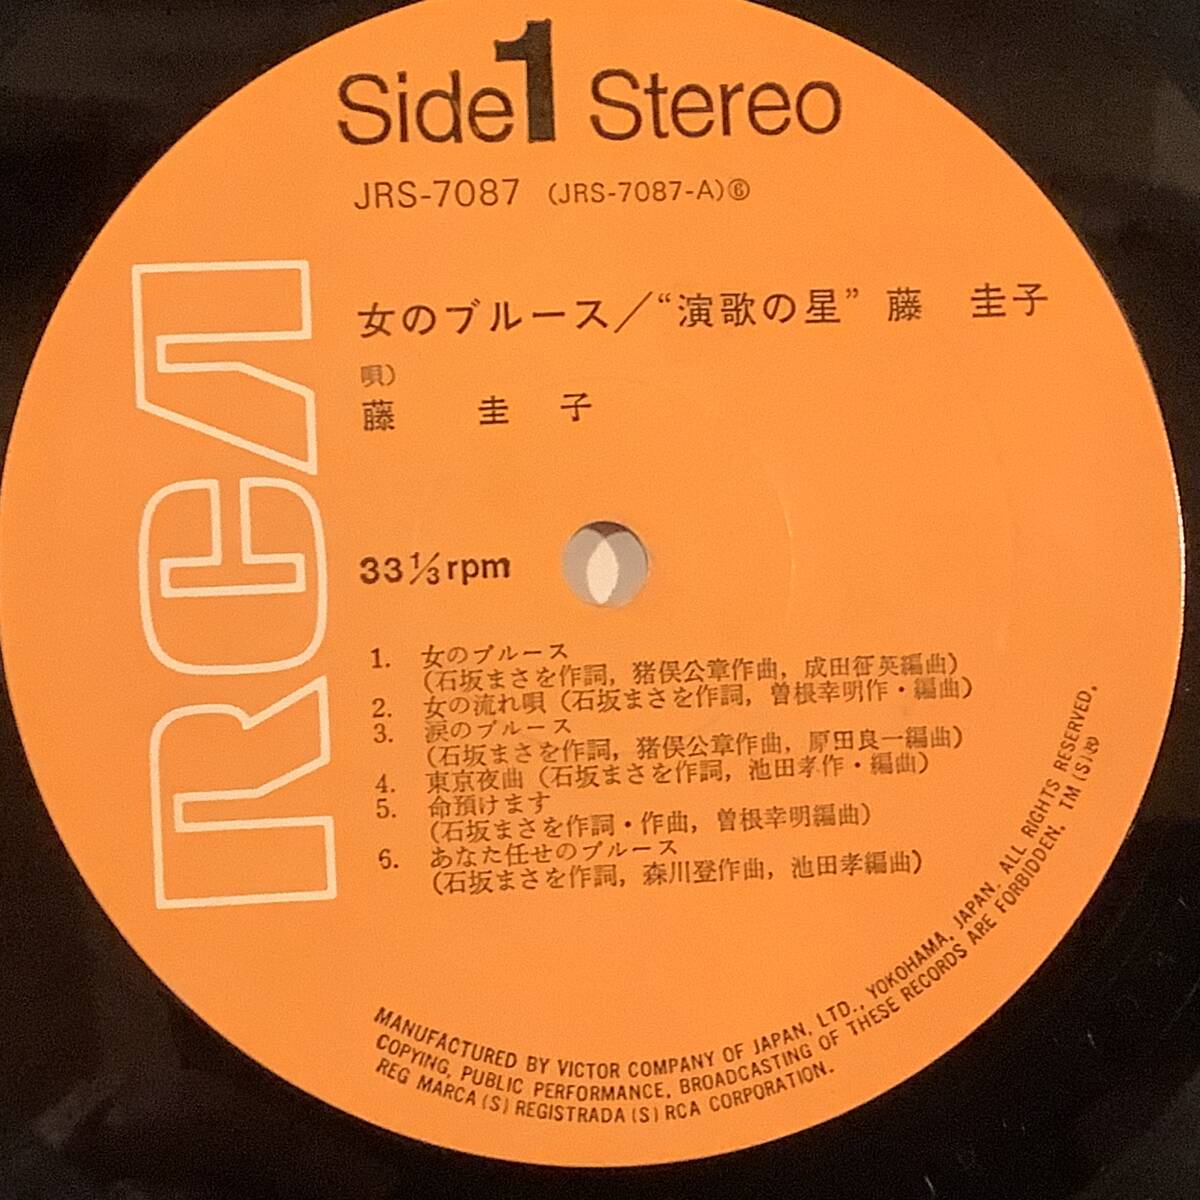 Side 1 Stereo
JRS-7087 (JRS-7087-A)⑥
女のブルース／“演歌の星” 藤 圭子
唄)
藤 圭 子
RCA
33 1/3 rpm
1. 女のブルース
(石坂まさを作詞, 猪俣公章作曲, 成田征英編曲)
2. 女の流れ唄 (石坂まさを作詞, 曽根幸明作・編曲)
3. 涙のブルース
(石坂まさを作詞, 猪俣公章作曲, 原田良一編曲)
4. 東京夜曲 (石坂まさを作詞, 池田孝作・編曲)
5. 命預けます
(石坂まさを作詞・作曲, 曽根幸明編曲)
6. あなた任せのブルース
(石坂まさを作詞, 森川登作曲, 池田孝編曲)
MANUFACTURED BY VICTOR COMPANY OF JAPAN, LTD., YOKOHAMA, JAPAN. ALL RIGHTS RESERVED.
COPYING, PUBLIC PERFORMANCE, BROADCASTING OF THESE RECORDS ARE FORBIDDEN. TM (S) ®
REG MARCA (S) REGISTRADA (S) RCA CORPORATION.